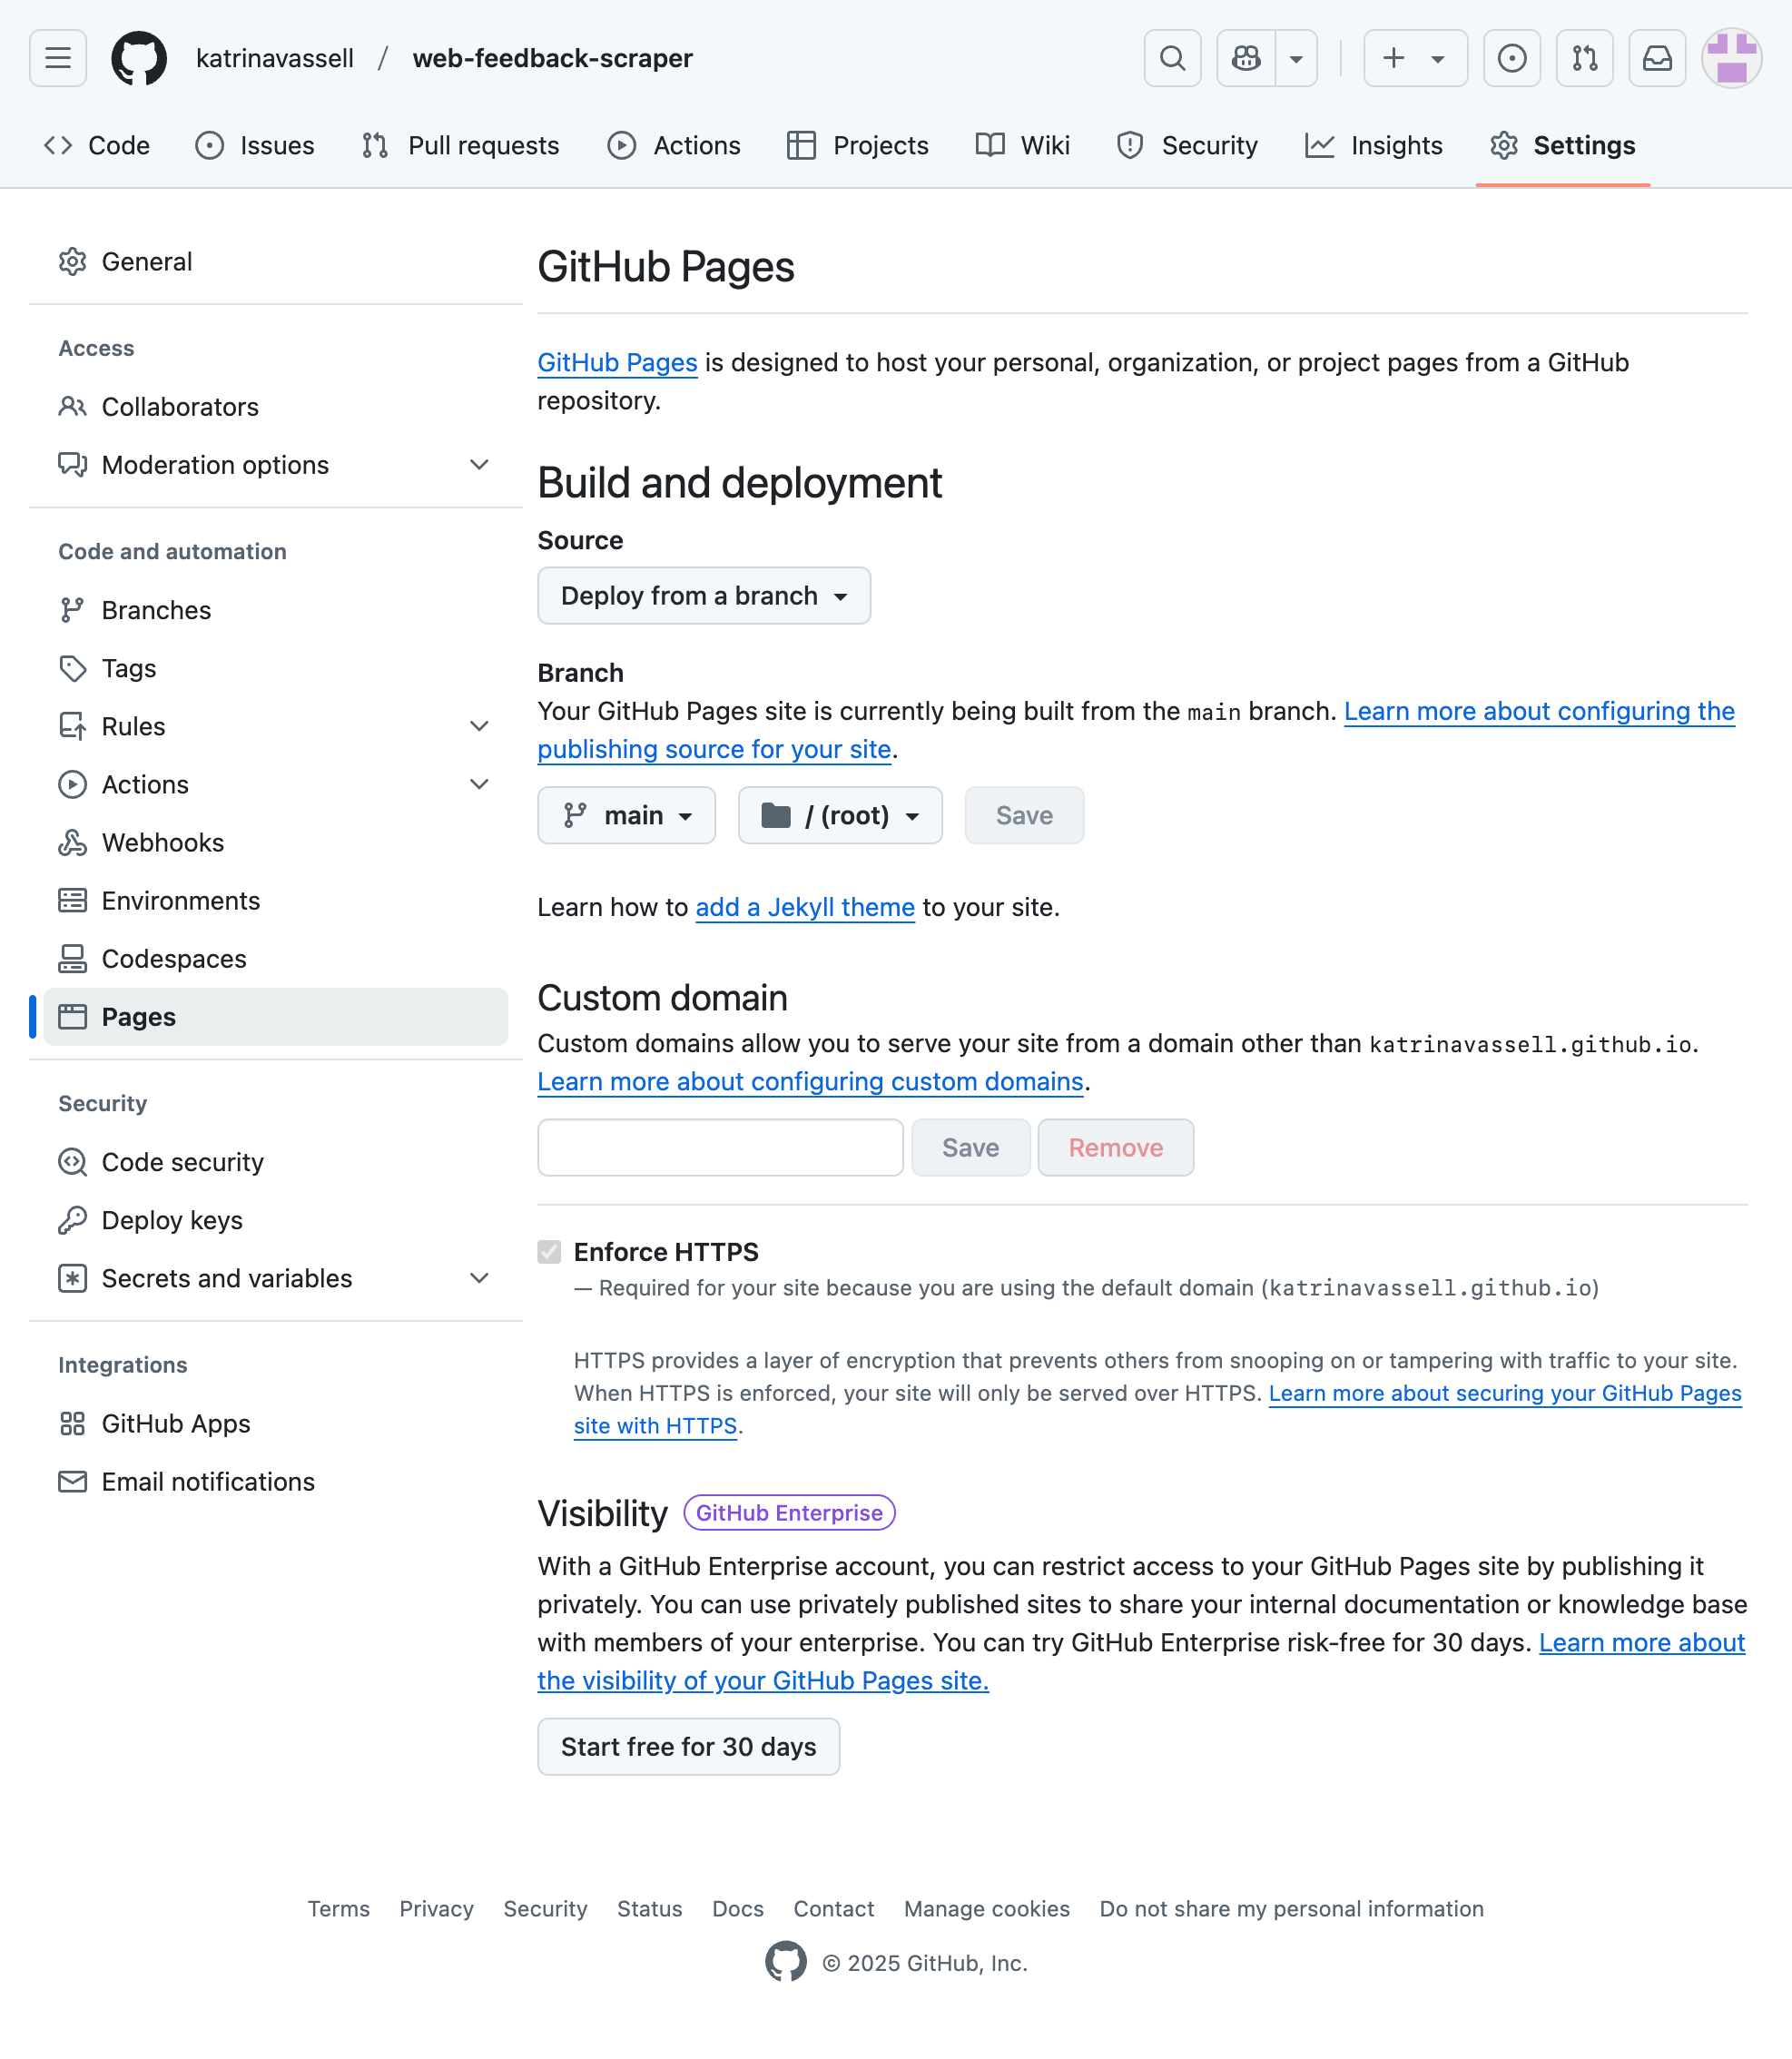 katrinavassell / web-feedback-scraper
Code Issues Pull requests Actions Projects Wiki Security Insights Settings
General
Access
Collaborators
Moderation options
Code and automation
Branches
Tags
Rules
Actions
Webhooks
Environments
Codespaces
Pages
Security
Code security
Deploy keys
Secrets and variables
Integrations
GitHub Apps
Email notifications
GitHub Pages
GitHub Pages is designed to host your personal, organization, or project pages from a GitHub
repository.
Build and deployment
Source
Deploy from a branch
Branch
Your GitHub Pages site is currently being built from the main branch. Learn more about configuring the
publishing source for your site.
main / (root) Save
Learn how to add a Jekyll theme to your site.
Custom domain
Custom domains allow you to serve your site from a domain other than katrinavassell.github.io.
Learn more about configuring custom domains.
Save Remove
Enforce HTTPS
— Required for your site because you are using the default domain (katrinavassell.github.io)
HTTPS provides a layer of encryption that prevents others from snooping on or tampering with traffic to your site.
When HTTPS is enforced, your site will only be served over HTTPS. Learn more about securing your GitHub Pages
site with HTTPS.
Visibility GitHub Enterprise
With a GitHub Enterprise account, you can restrict access to your GitHub Pages site by publishing it
privately. You can use privately published sites to share your internal documentation or knowledge base
with members of your enterprise. You can try GitHub Enterprise risk-free for 30 days. Learn more about
the visibility of your GitHub Pages site.
Start free for 30 days
Terms Privacy Security Status Docs Contact Manage cookies Do not share my personal information
© 2025 GitHub, Inc.